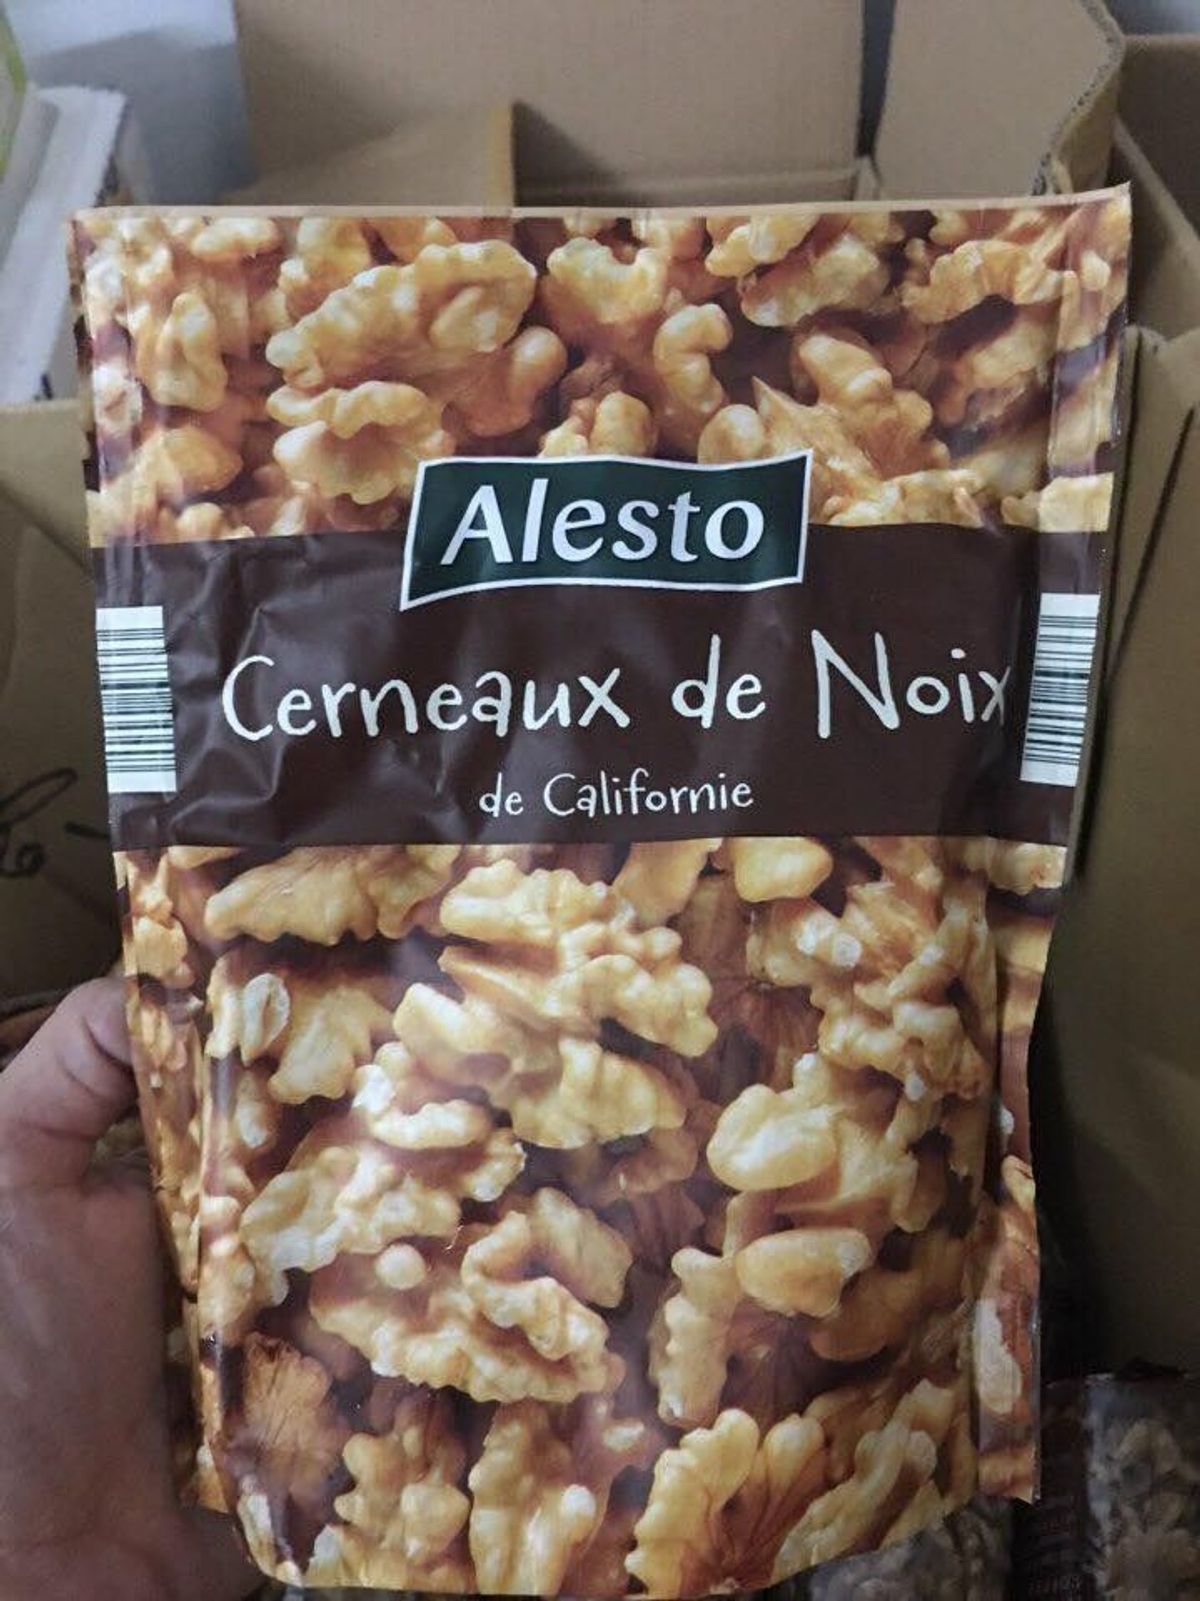 Alesto
Cerneaux de Noix
de Californie